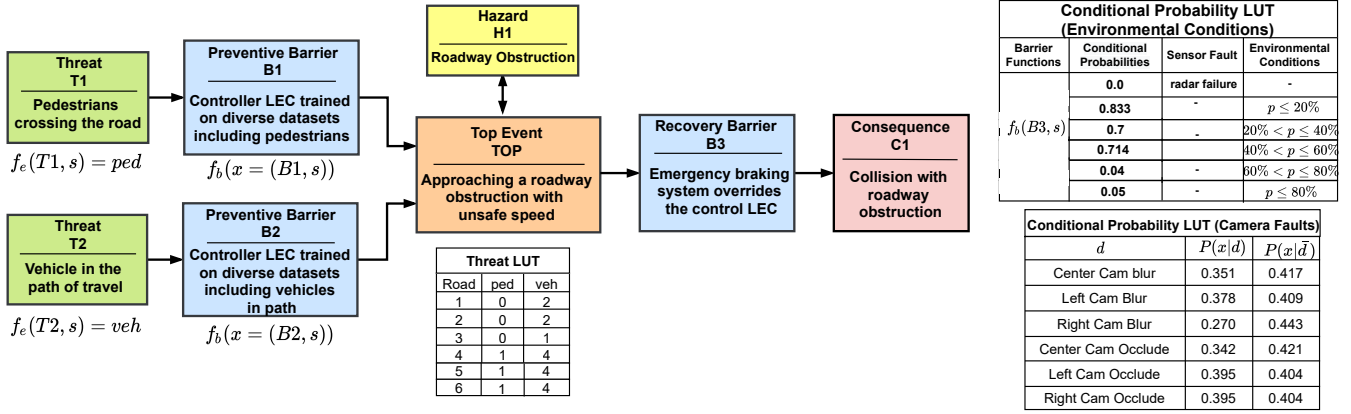 Threat
T1
Pedestrians
crossing the road
f_e(T1, s) = ped
Preventive Barrier
B1
Controller LEC trained
on diverse datasets
including pedestrians
f_b(x = (B1, s))
Threat
T2
Vehicle in the
path of travel
f_e(T2, s) = veh
Preventive Barrier
B2
Controller LEC trained
on diverse datasets
including vehicles
in path
f_b(x = (B2, s))
Hazard
H1
Roadway Obstruction
Top Event
TOP
Approaching a roadway
obstruction with
unsafe speed
Recovery Barrier
B3
Emergency braking
system overrides
the control LEC
Consequence
C1
Collision with
roadway
obstruction
Threat LUT
Road ped veh
1 0 2
2 0 2
3 0 1
4 1 4
5 1 4
6 1 4
Conditional Probability LUT
(Environmental Conditions)
Barrier Functions Conditional Probabilities Sensor Fault Environmental Conditions
f_b(B3, s)
0.0 radar failure -
0.833 - p ≤ 20%
0.7 - 20% < p ≤ 40%
0.714 40% < p ≤ 60%
0.04 - 60% < p ≤ 80%
0.05 - p ≤ 80%
Conditional Probability LUT (Camera Faults)
d P(x|d) P(x|d̄)
Center Cam blur 0.351 0.417
Left Cam Blur 0.378 0.409
Right Cam Blur 0.270 0.443
Center Cam Occlude 0.342 0.421
Left Cam Occlude 0.395 0.404
Right Cam Occlude 0.395 0.404